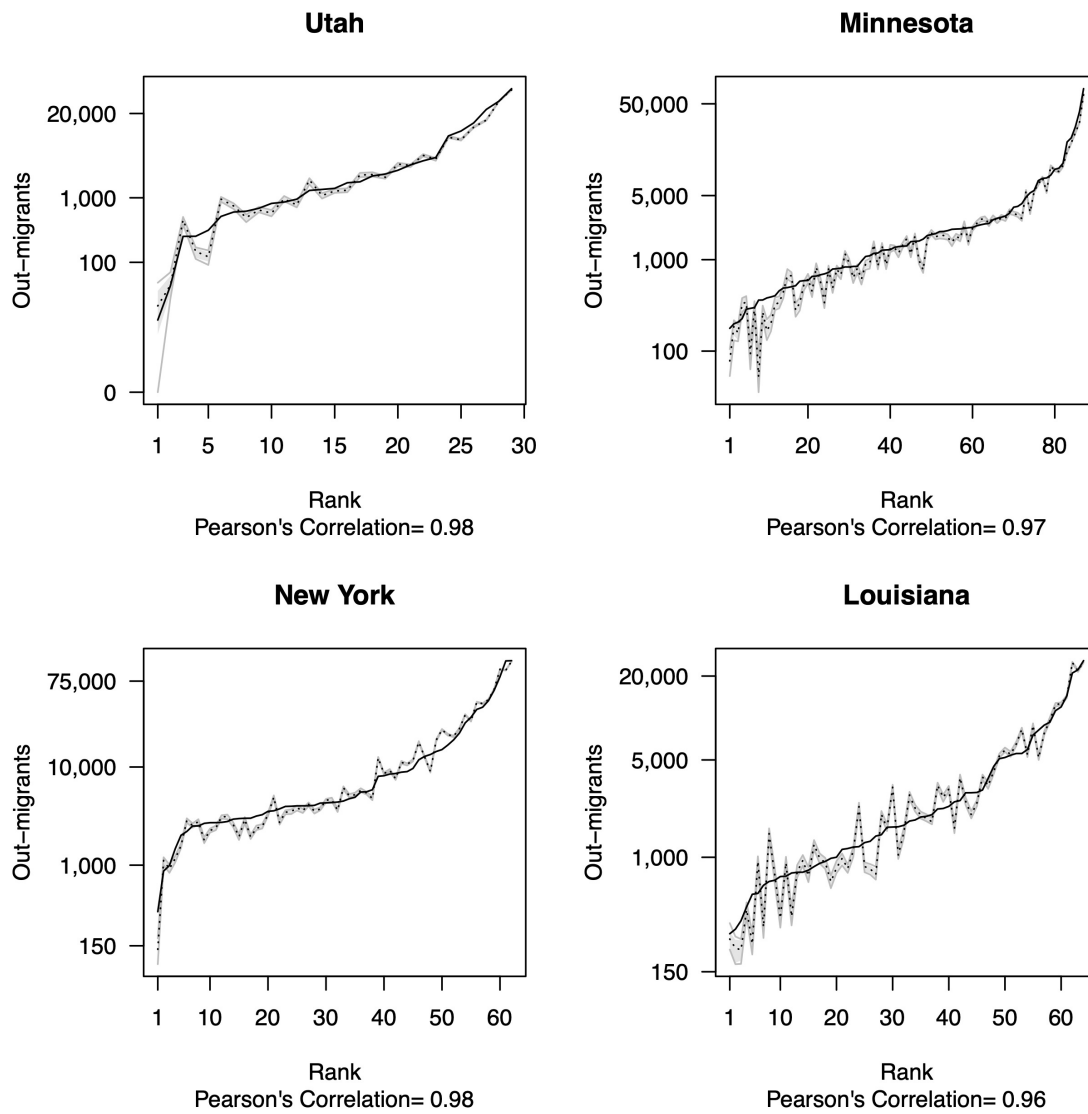 Utah
Out−migrants
20,000
1,000
100
0
1 5 10 15 20 25 30
Rank
Pearson's Correlation= 0.98
Minnesota
Out−migrants
50,000
5,000
1,000
100
1 20 40 60 80
Rank
Pearson's Correlation= 0.97
New York
Out−migrants
75,000
10,000
1,000
150
1 10 20 30 40 50 60
Rank
Pearson's Correlation= 0.98
Louisiana
Out−migrants
20,000
5,000
1,000
150
1 10 20 30 40 50 60
Rank
Pearson's Correlation= 0.96